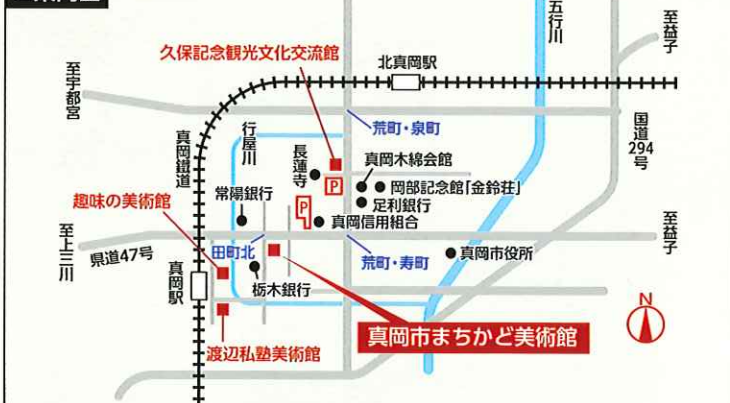 五行川
至益子
久保記念観光文化交流館
北真岡駅
至宇都宮
真岡鐵道
行屋川
荒町・泉町
国道294号
長蓮寺
P
真岡木綿会館
岡部記念館「金鈴荘」
足利銀行
趣味の美術館
常陽銀行
P
真岡信用組合
至益子
至上三川
県道47号
田町北
荒町・寿町
真岡市役所
真岡駅
栃木銀行
N
真岡市まちかど美術館
渡辺私塾美術館